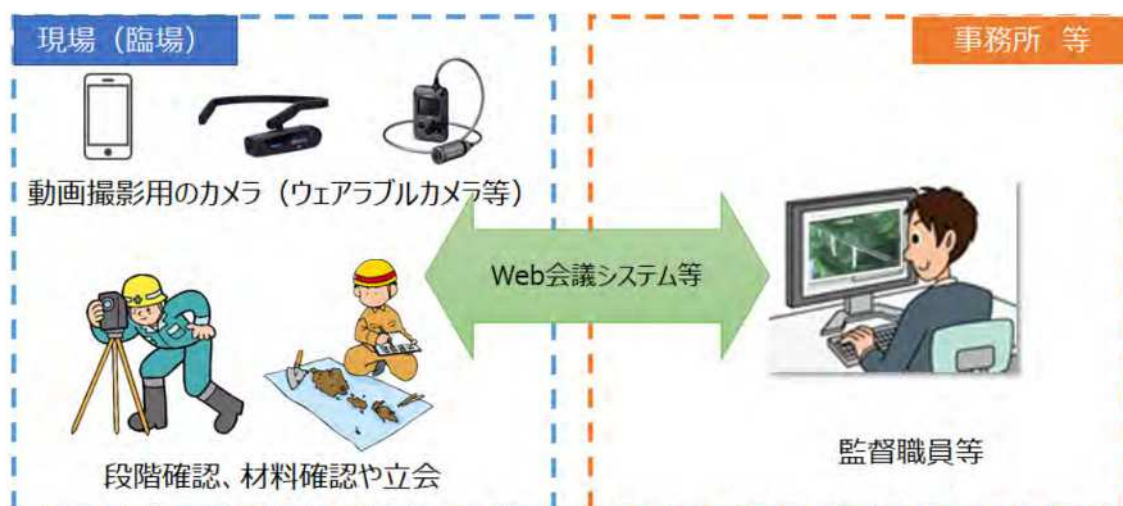 現場（臨場）
事務所 等
動画撮影用のカメラ（ウェアラブルカメラ等）
Web会議システム等
段階確認、材料確認や立会
監督職員等